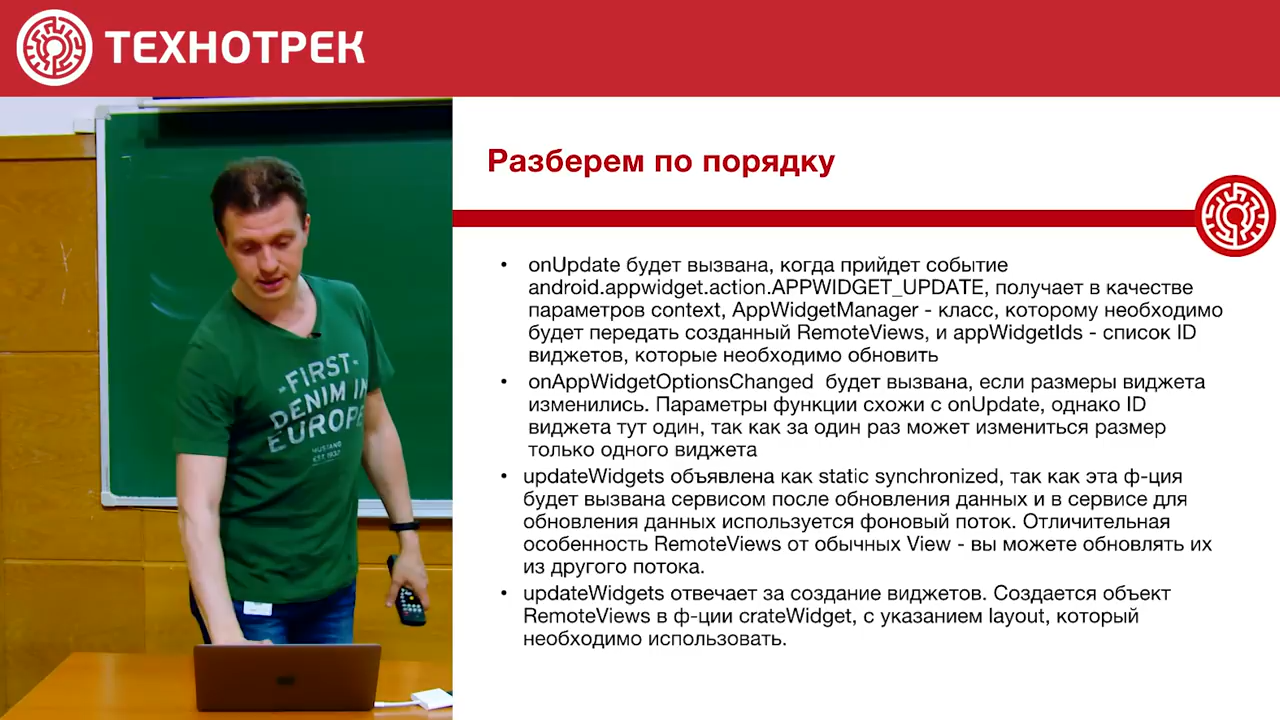 ТЕХНОТРЕК
Разберем по порядку
• onUpdate будет вызвана, когда прийдет событие
android.appwidget.action.APPWIDGET_UPDATE, получает в качестве
параметров context, AppWidgetManager - класс, которому необходимо
будет передать созданный RemoteViews, и appWidgetIds - список ID
виджетов, которые необходимо обновить
• onAppWidgetOptionsChanged будет вызвана, если размеры виджета
изменились. Параметры функции схожи с onUpdate, однако ID
виджета тут один, так как за один раз может измениться размер
только одного виджета
• updateWidgets объявлена как static synchronized, так как эта ф-ция
будет вызвана сервисом после обновления данных и в сервисе для
обновления данных используется фоновый поток. Отличительная
особенность RemoteViews от обычных View - вы можете обновлять их
из другого потока.
• updateWidgets отвечает за создание виджетов. Создается объект
RemoteViews в ф-ции crateWidget, с указанием layout, который
необходимо использовать.
-FIRST-
DENIM IN
EUROPE
MUSTANG
EST. 1932